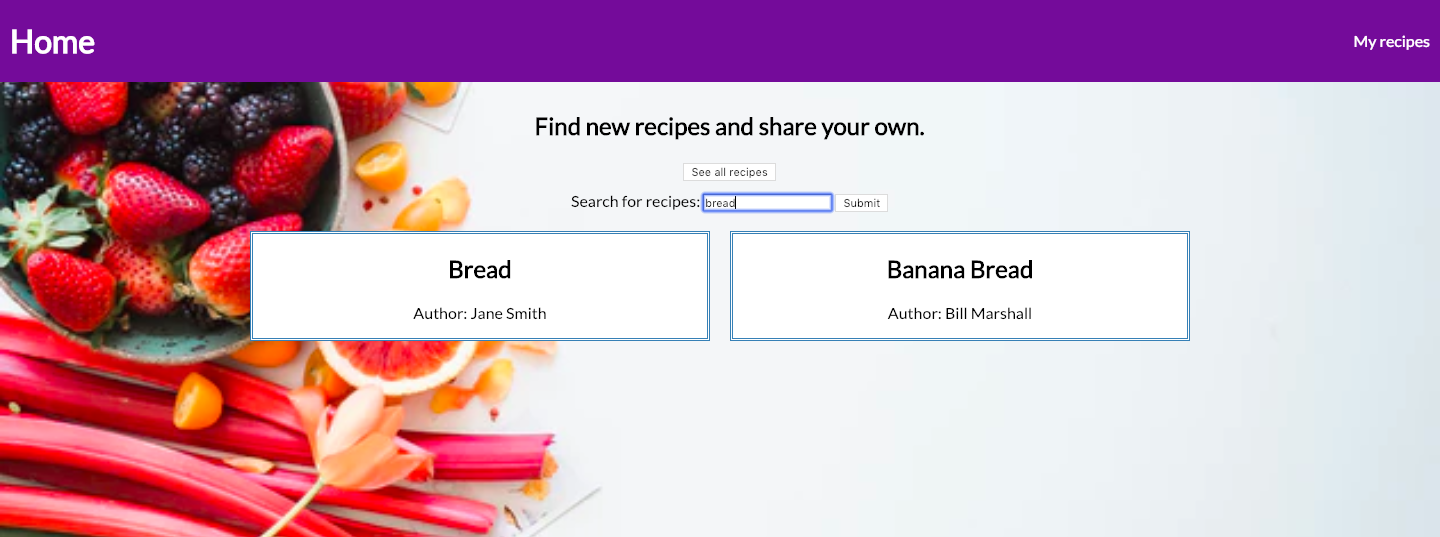 Home
My recipes
Find new recipes and share your own.
See all recipes
Search for recipes: bread Submit
Bread
Author: Jane Smith
Banana Bread
Author: Bill Marshall